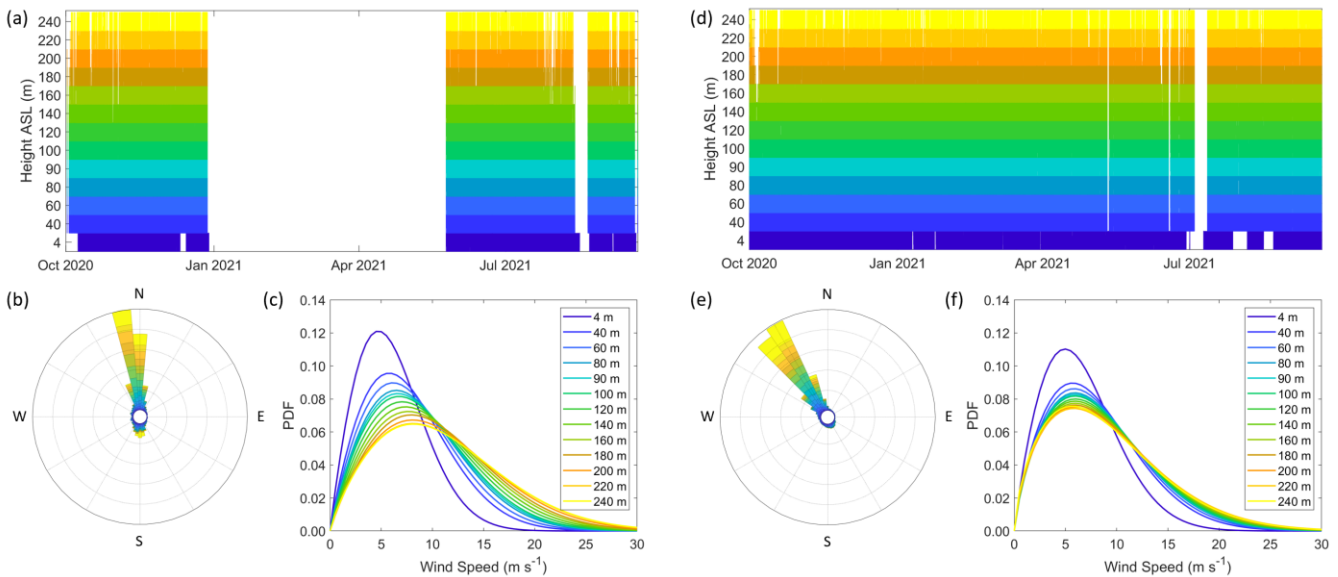 (a)
Height ASL (m)
240
220
200
180
160
140
120
100
90
80
60
40
4
Oct 2020 Jan 2021 Apr 2021 Jul 2021
(d)
Height ASL (m)
240
220
200
180
160
140
120
100
90
80
60
40
4
Oct 2020 Jan 2021 Apr 2021 Jul 2021
(b)
N
W E
S
(c)
PDF
0.14
0.12
0.10
0.08
0.06
0.04
0.02
0.00
0 5 10 15 20 25 30
Wind Speed (m s⁻¹)
4 m
40 m
60 m
80 m
90 m
100 m
120 m
140 m
160 m
180 m
200 m
220 m
240 m
(e)
N
W E
S
(f)
PDF
0.14
0.12
0.10
0.08
0.06
0.04
0.02
0.00
0 5 10 15 20 25 30
Wind Speed (m s⁻¹)
4 m
40 m
60 m
80 m
90 m
100 m
120 m
140 m
160 m
180 m
200 m
220 m
240 m